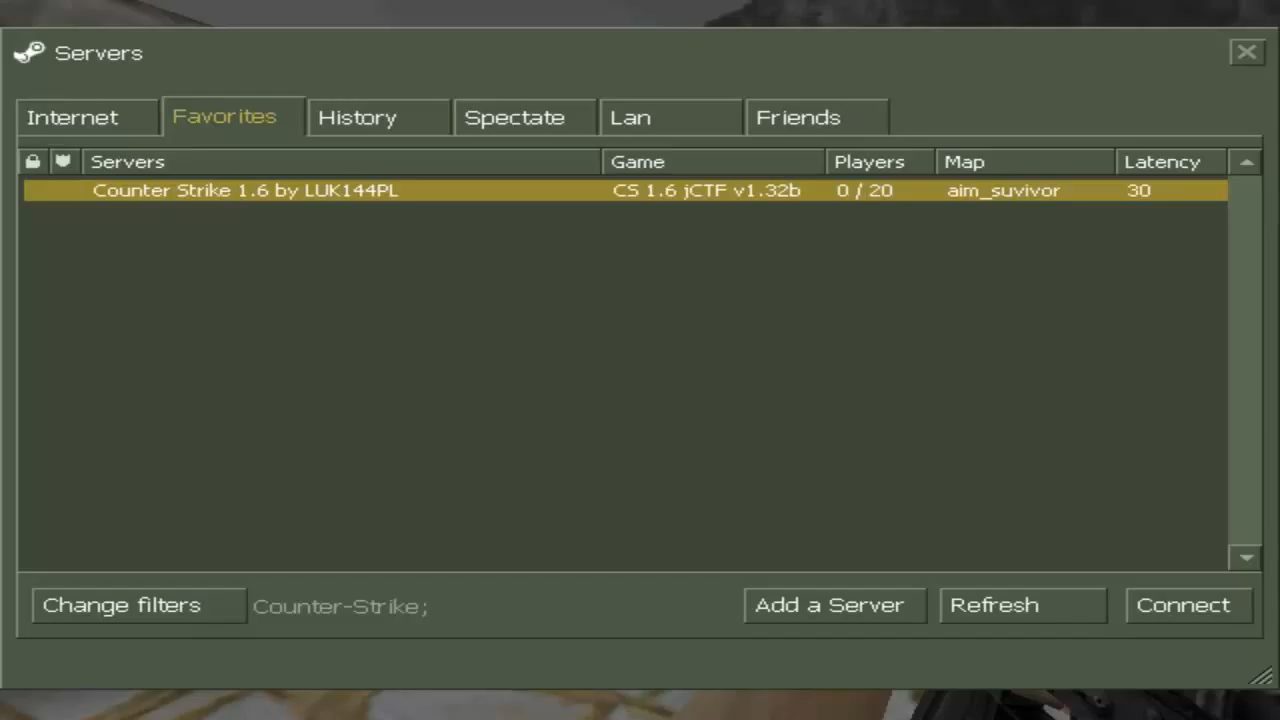 Servers
Internet Favorites History Spectate Lan Friends
Servers Game Players Map Latency
Counter Strike 1.6 by LUK144PL CS 1.6 jCTF v1.32b 0 / 20 aim_suvivor 30
Change filters Counter-Strike; Add a Server Refresh Connect